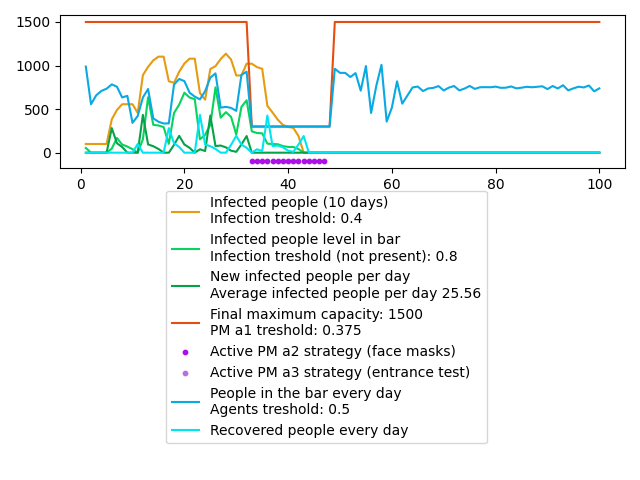 1500
1000
500
0
0 20 40 60 80 100
Infected people (10 days)
Infection treshold: 0.4
Infected people level in bar
Infection treshold (not present): 0.8
New infected people per day
Average infected people per day 25.56
Final maximum capacity: 1500
PM a1 treshold: 0.375
Active PM a2 strategy (face masks)
Active PM a3 strategy (entrance test)
People in the bar every day
Agents treshold: 0.5
Recovered people every day